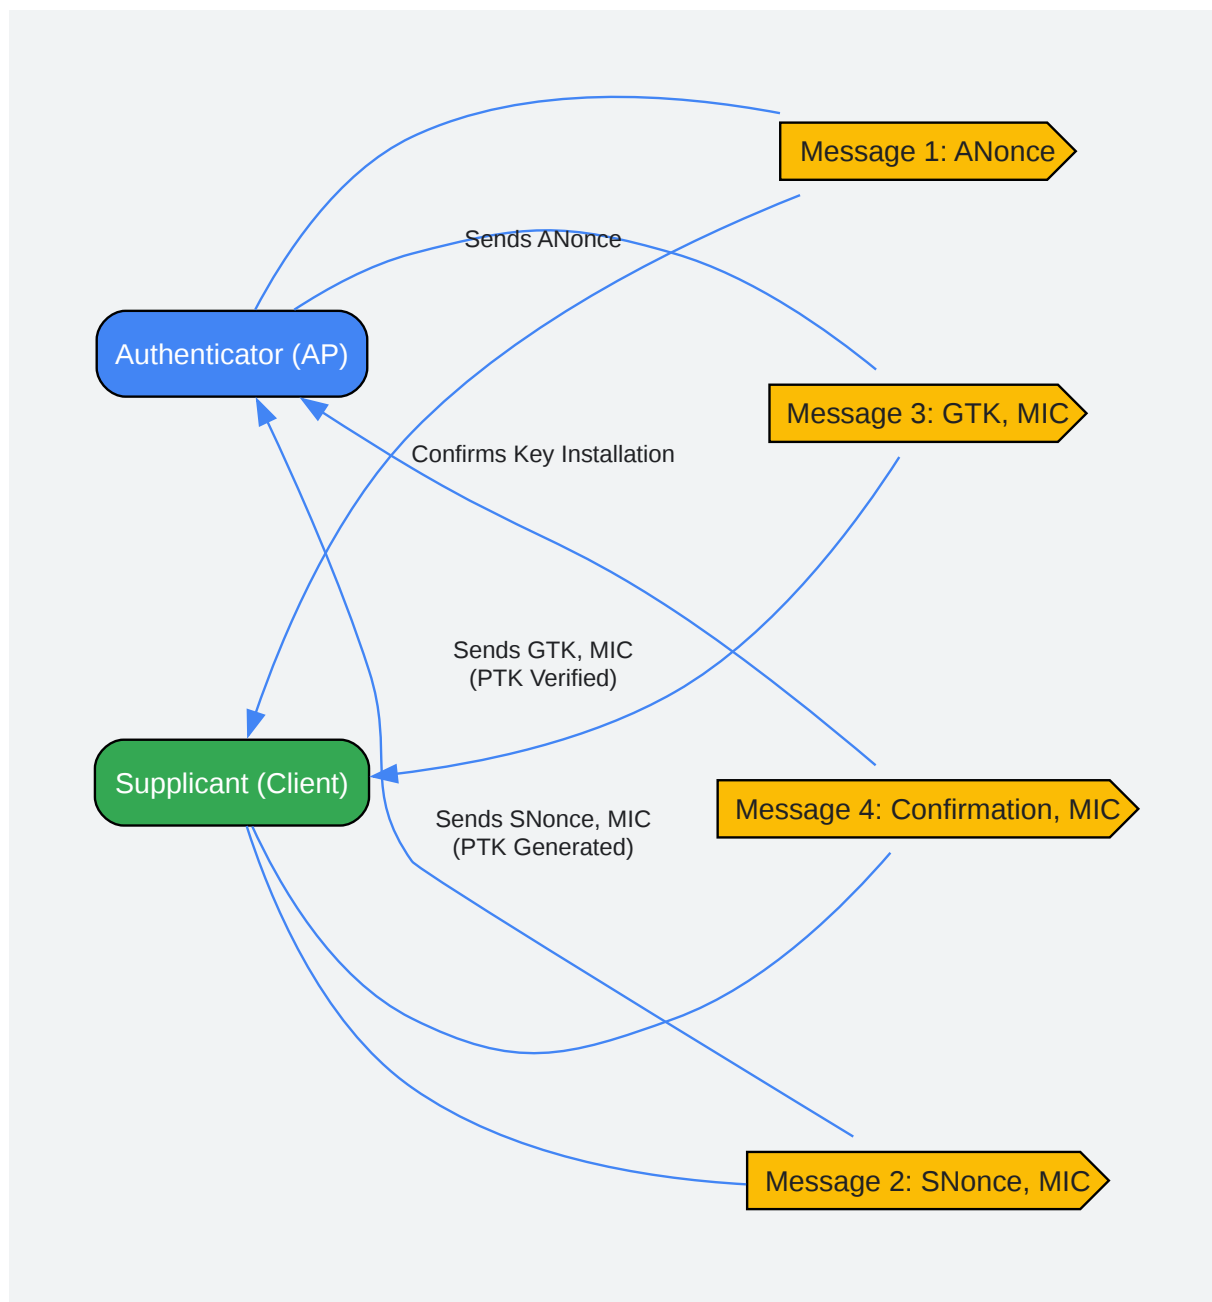 Message 1: ANonce
Sends ANonce
Authenticator (AP)
Message 3: GTK, MIC
Confirms Key Installation
Sends GTK, MIC
(PTK Verified)
Supplicant (Client)
Message 4: Confirmation, MIC
Sends SNonce, MIC
(PTK Generated)
Message 2: SNonce, MIC